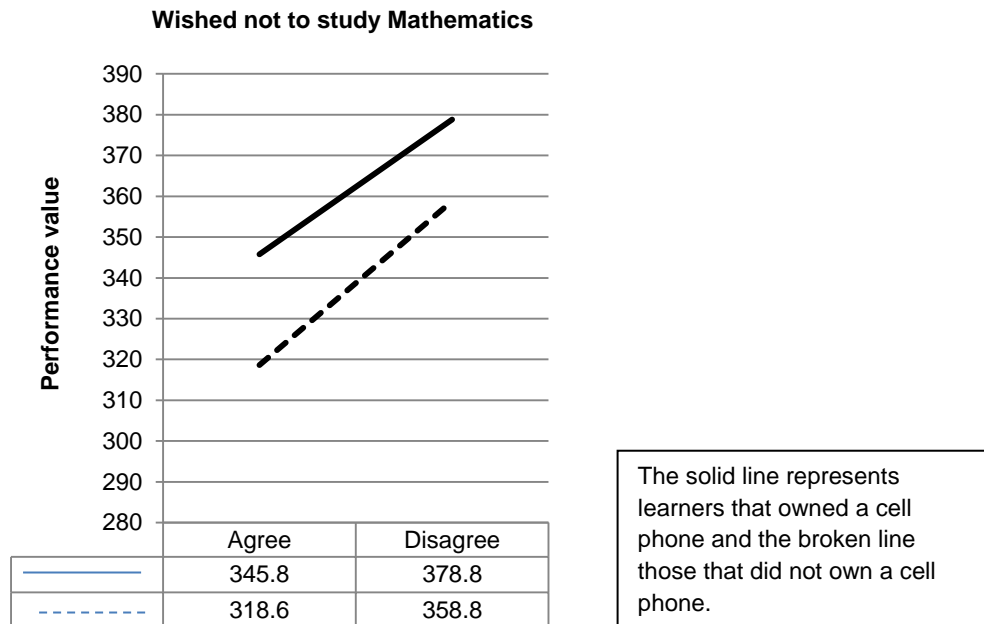 Wished not to study Mathematics
390
380
370
360
350
340
330
320
310
300
290
280
Performance value
Agree Disagree
345.8 378.8
318.6 358.8
The solid line represents
learners that owned a cell
phone and the broken line
those that did not own a cell
phone.